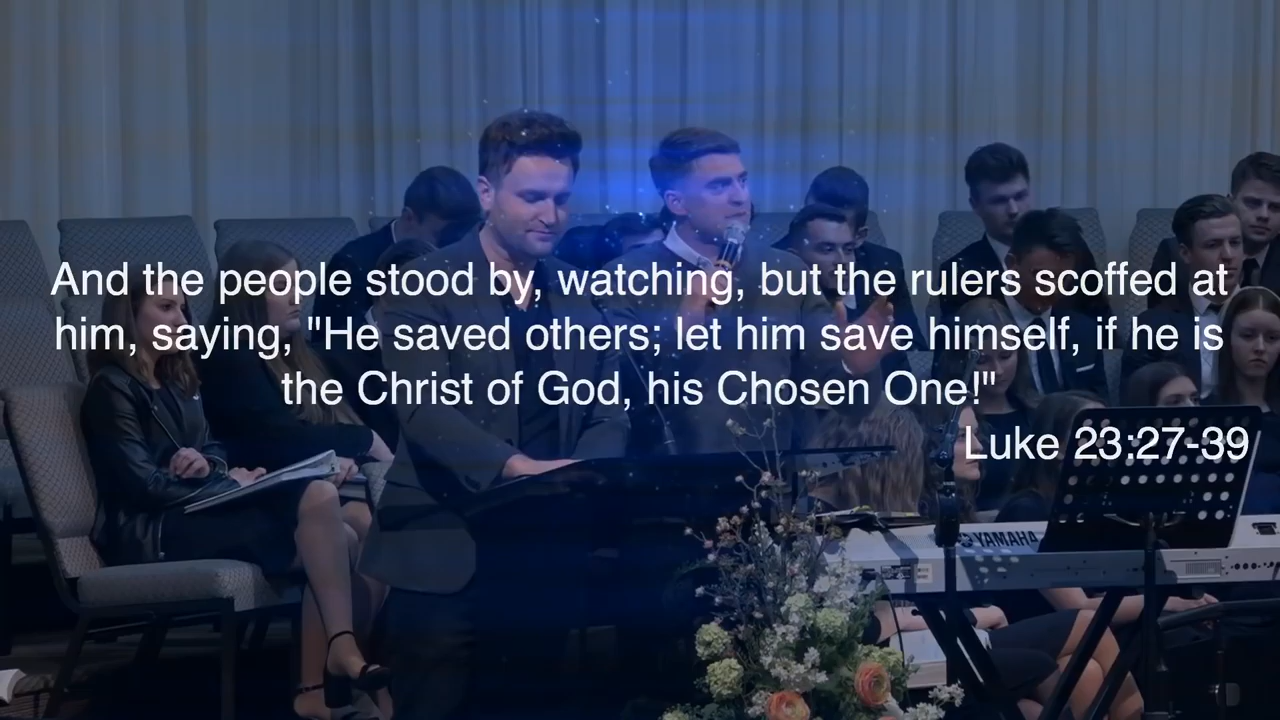 And the people stood by, watching, but the rulers scoffed at
him, saying, "He saved others; let him save himself, if he is
the Christ of God, his Chosen One!"
Luke 23:27-39
YAMAHA